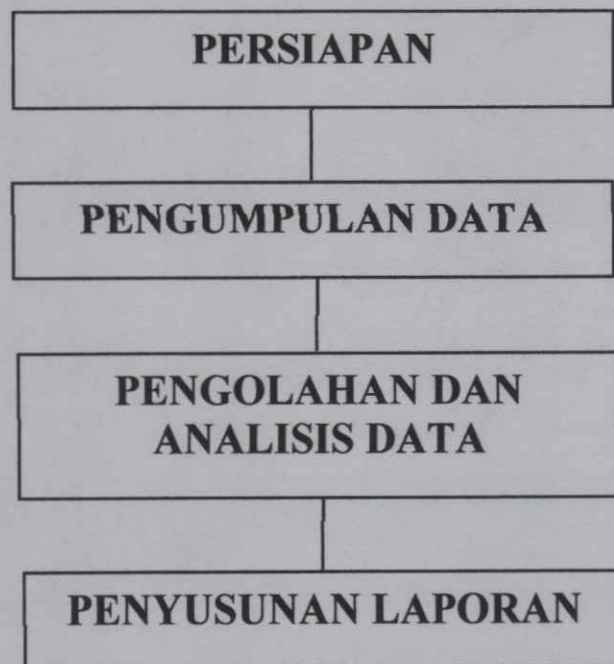 PERSIAPAN
PENGUMPULAN DATA
PENGOLAHAN DAN
ANALISIS DATA
PENYUSUNAN LAPORAN